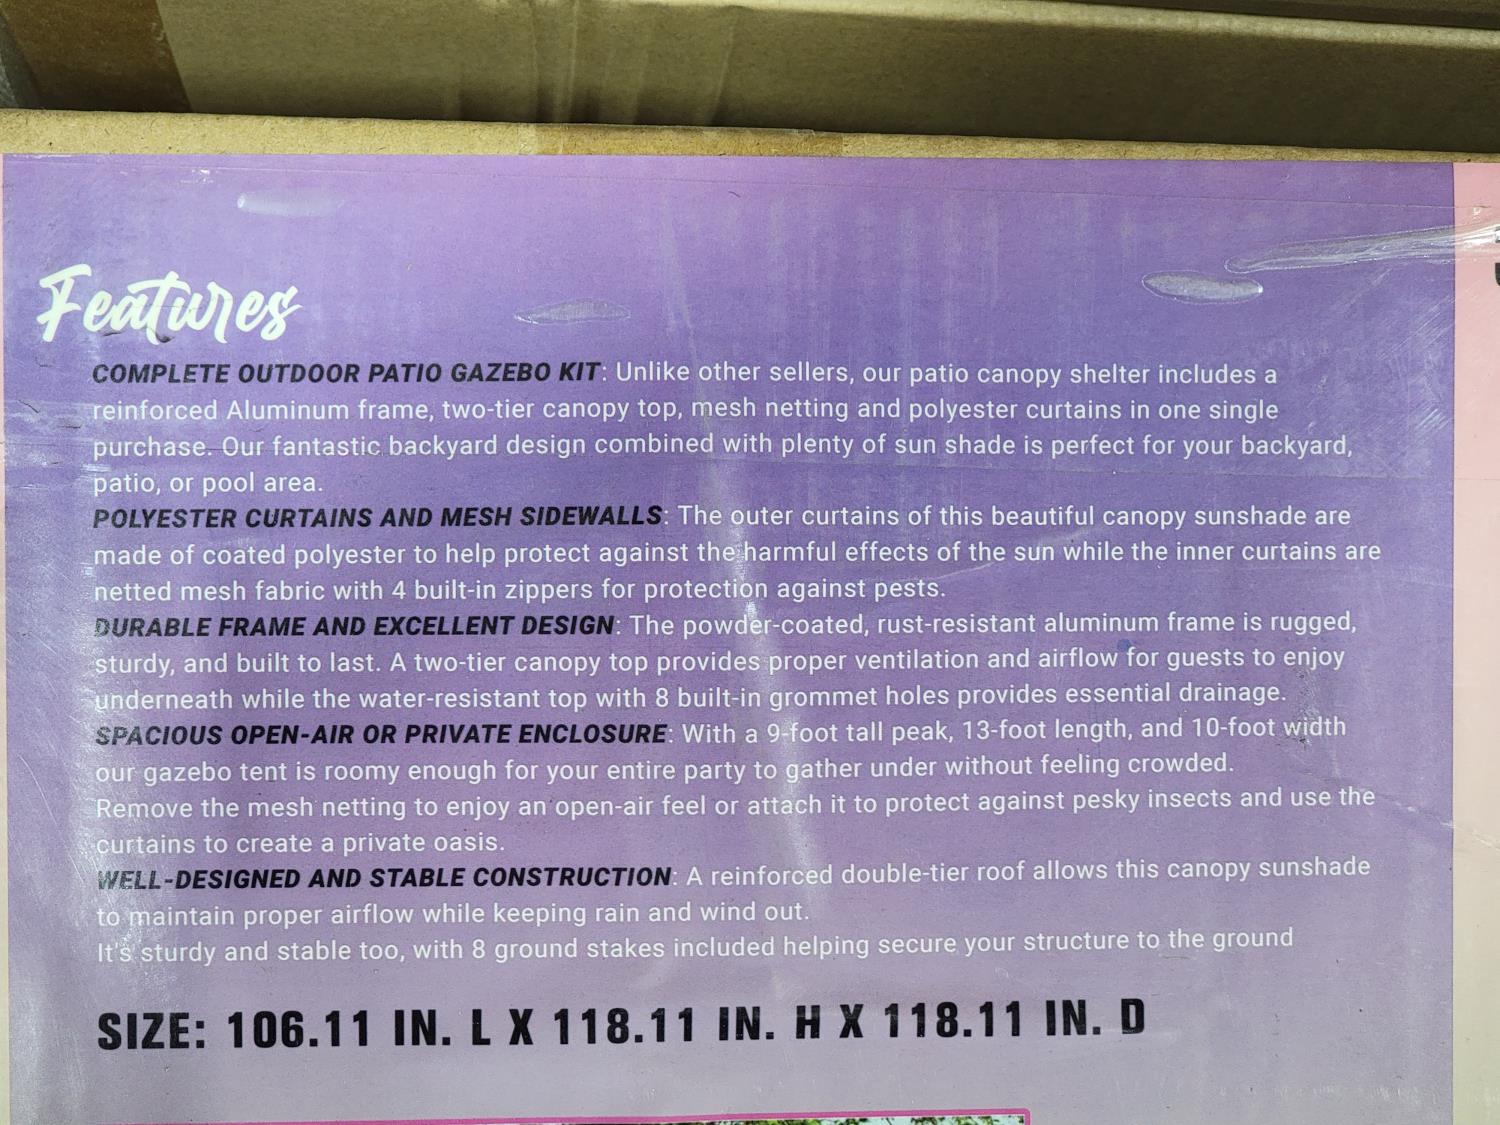 Features
COMPLETE OUTDOOR PATIO GAZEBO KIT: Unlike other sellers, our patio canopy shelter includes a
reinforced Aluminum frame, two-tier canopy top, mesh netting and polyester curtains in one single
purchase. Our fantastic backyard design combined with plenty of sun shade is perfect for your backyard,
patio, or pool area.
POLYESTER CURTAINS AND MESH SIDEWALLS: The outer curtains of this beautiful canopy sunshade are
made of coated polyester to help protect against the harmful effects of the sun while the inner curtains are
netted mesh fabric with 4 built-in zippers for protection against pests.
DURABLE FRAME AND EXCELLENT DESIGN: The powder-coated, rust-resistant aluminum frame is rugged,
sturdy, and built to last. A two-tier canopy top provides proper ventilation and airflow for guests to enjoy
underneath while the water-resistant top with 8 built-in grommet holes provides essential drainage.
SPACIOUS OPEN-AIR OR PRIVATE ENCLOSURE: With a 9-foot tall peak, 13-foot length, and 10-foot width
our gazebo tent is roomy enough for your entire party to gather under without feeling crowded.
Remove the mesh netting to enjoy an open-air feel or attach it to protect against pesky insects and use the
curtains to create a private oasis.
WELL-DESIGNED AND STABLE CONSTRUCTION: A reinforced double-tier roof allows this canopy sunshade
to maintain proper airflow while keeping rain and wind out.
It's sturdy and stable too, with 8 ground stakes included helping secure your structure to the ground
SIZE: 106.11 IN. L X 118.11 IN. H X 118.11 IN. D